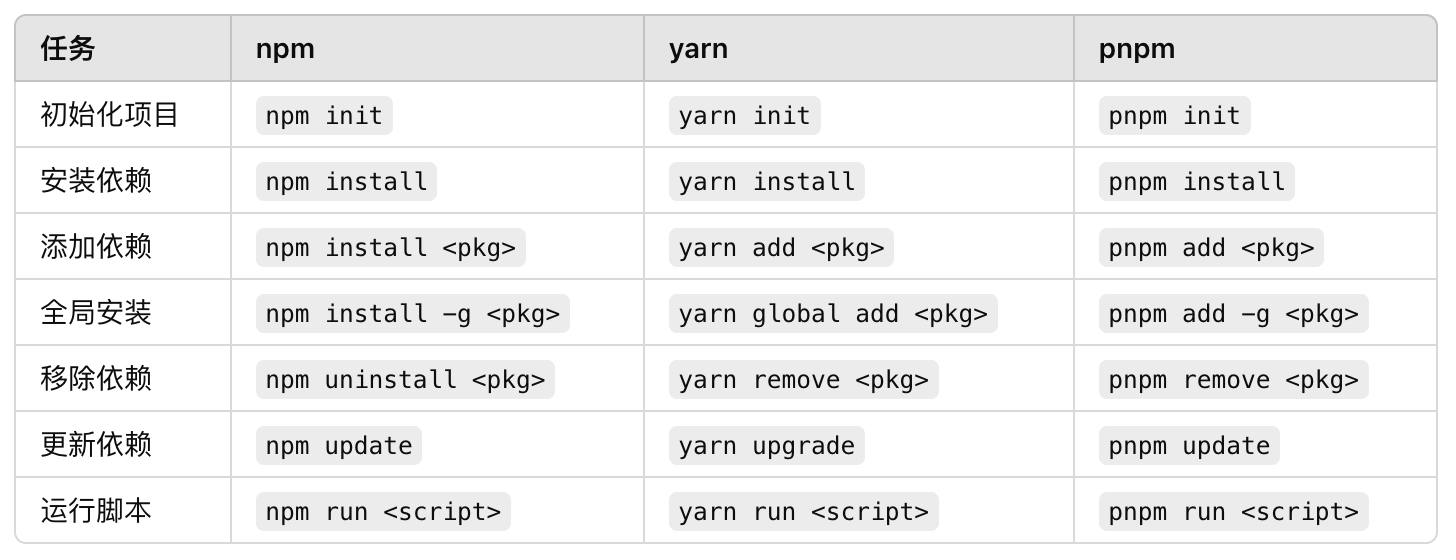 任务 npm yarn pnpm
初始化项目 npm init yarn init pnpm init
安装依赖 npm install yarn install pnpm install
添加依赖 npm install <pkg> yarn add <pkg> pnpm add <pkg>
全局安装 npm install -g <pkg> yarn global add <pkg> pnpm add -g <pkg>
移除依赖 npm uninstall <pkg> yarn remove <pkg> pnpm remove <pkg>
更新依赖 npm update yarn upgrade pnpm update
运行脚本 npm run <script> yarn run <script> pnpm run <script>